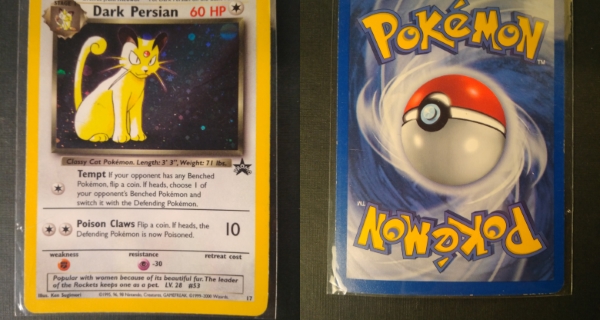 Dark Persian 60 HP
Classy Cat Pokémon. Length: 3' 3", Weight: 71 lbs.
Tempt If your opponent has any Benched
Pokémon, flip a coin. If heads, choose 1 of
your opponent's Benched Pokémon and
switch it with the Defending Pokémon.
Poison Claws Flip a coin. If heads, the
Defending Pokémon is now Poisoned.
10
weakness
resistance
retreat cost
-30
Popular with women because of its beautiful fur. The leader
of the Rockets keeps one as a pet. LV. 28 #53
Illus. Ken Sugimori
POKéMON
POKéMON